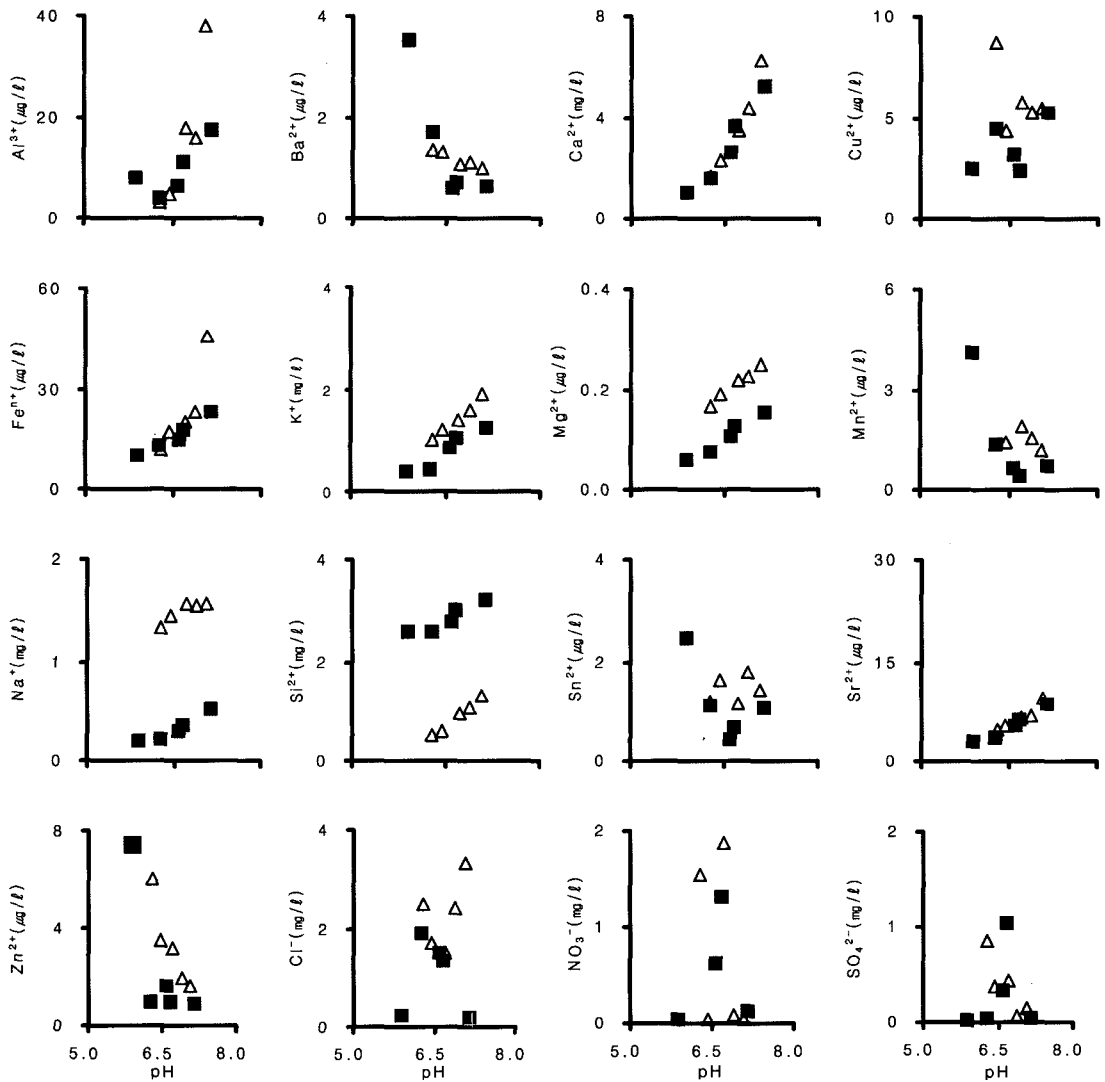 40
20
0
Al³⁺(μg/ℓ)
4
2
0
Ba²⁺(μg/ℓ)
8
4
0
Ca²⁺(mg/ℓ)
10
5
0
Cu²⁺(μg/ℓ)
60
30
0
Feⁿ⁺(μg/ℓ)
4
2
0
K⁺(mg/ℓ)
0.4
0.2
0.0
Mg²⁺(μg/ℓ)
6
3
0
Mn²⁺(μg/ℓ)
2
1
0
Na⁺(mg/ℓ)
4
2
0
Si²⁺(mg/ℓ)
4
2
0
Sn²⁺(μg/ℓ)
30
15
0
Sr²⁺(μg/ℓ)
8
4
0
Zn²⁺(μg/ℓ)
5.0 6.5 8.0
pH
4
2
0
Cl⁻(mg/ℓ)
5.0 6.5 8.0
pH
2
1
0
NO₃⁻(mg/ℓ)
5.0 6.5 8.0
pH
2
1
0
SO₄²⁻(mg/ℓ)
5.0 6.5 8.0
pH